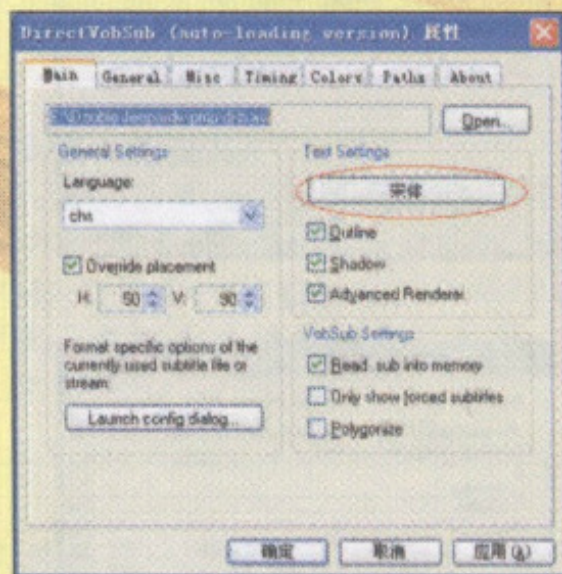 DirectVobSub (auto-loading version) 属性
Main General Misc Timing Colors Paths About
Open...
General Settings
Language:
chs
Override placement
H: 50 V: 90
Format specific options of the
currently used subtitle file or
stream:
Launch config dialog...
Text Settings
宋体
Outline
Shadow
Advanced Renderer
VobSub Settings
Read .sub into memory
Only show forced subtitles
Polygonize
确定 取消 应用(A)